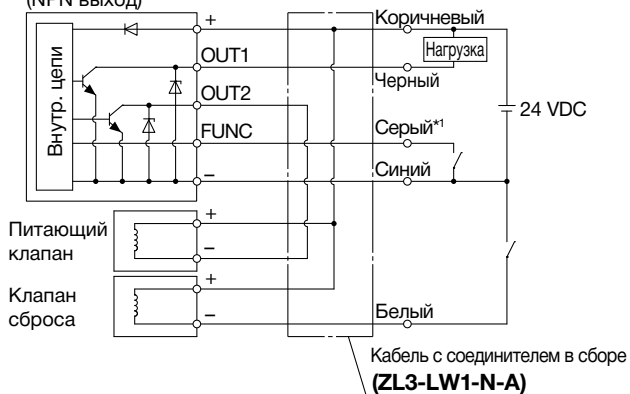 (NPN выход)
+
Коричневый
Нагрузка
OUT1
Черный
OUT2
24 VDC
Внутр. цепи
FUNC
Серый*1
−
Синий
Питающий
клапан
+
−
Клапан
сброса
+
−
Белый
Кабель с соединителем в сборе
(ZL3-LW1-N-A)